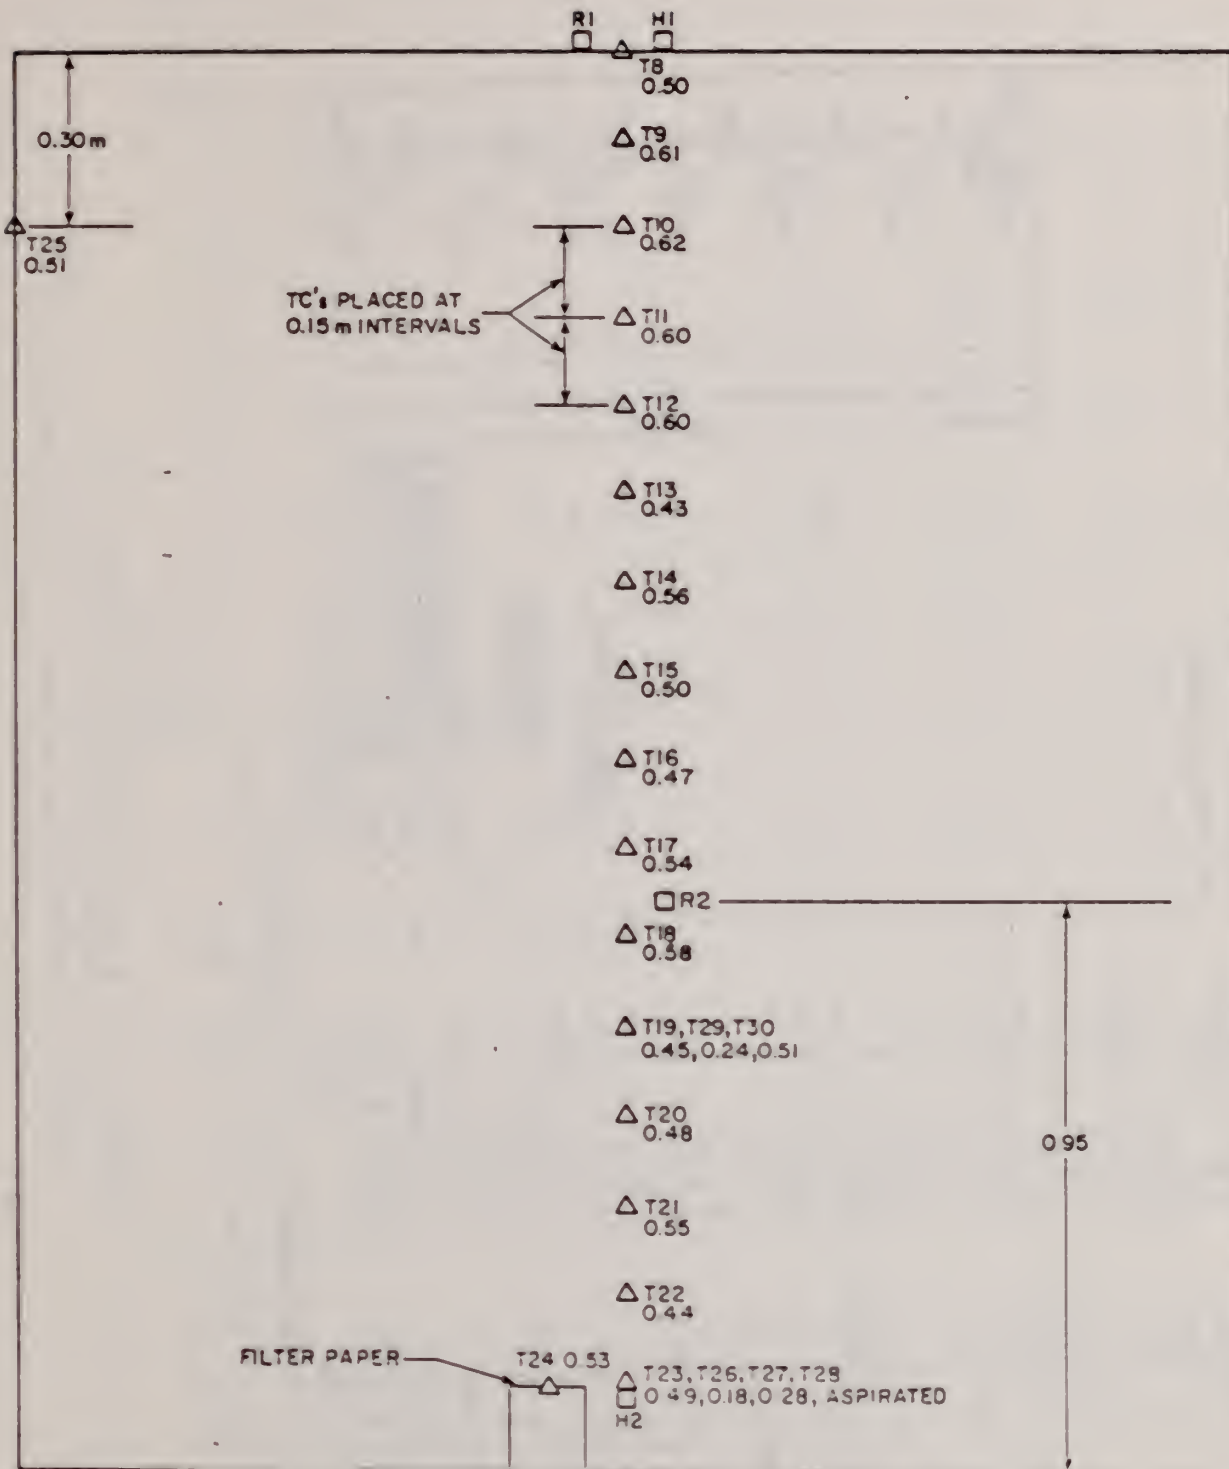 R1 H1
T8
0.50
0.30 m
T9
0.61
T10
0.62
T25
0.51
TC's PLACED AT
0.15 m INTERVALS
T11
0.60
T12
0.60
T13
0.43
T14
0.56
T15
0.50
T16
0.47
T17
0.54
R2
T18
0.58
T19, T29, T30
0.45, 0.24, 0.51
T20
0.48
0.95
T21
0.55
T22
0.44
FILTER PAPER
T24 0.53
T23, T26, T27, T28
0.49, 0.18, 0.28, ASPIRATED
H2